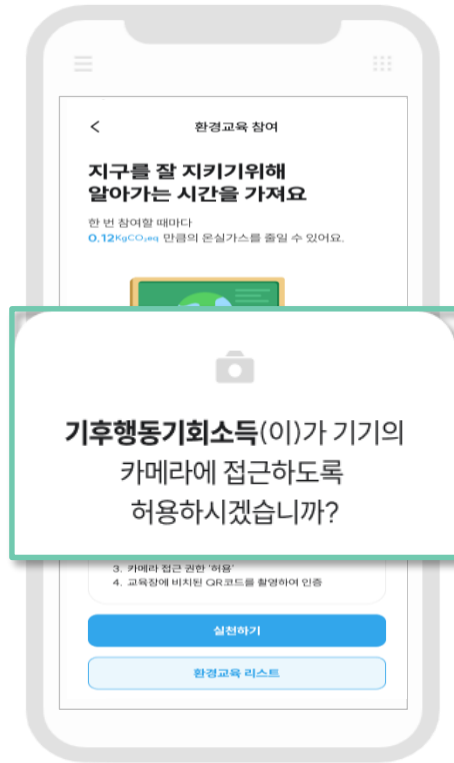 환경교육 참여
지구를 잘 지키기위해
알아가는 시간을 가져요
한 번 참여할 때마다
0.12KgCO₂eq 만큼의 온실가스를 줄일 수 있어요.
기후행동기회소득(이)가 기기의
카메라에 접근하도록
허용하시겠습니까?
3. 카메라 접근 권한 '허용'
4. 교육장에 비치된 QR코드를 촬영하여 인증
실천하기
환경교육 리스트